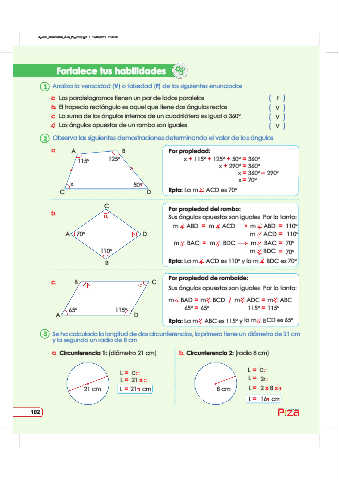 Fortalece tus habilidades
1 Analiza la veracidad (V) o falsedad (F) de los siguientes enunciados
a. Los paralelogramos tienen un par de lados paralelos ( F )
b. El trapecio rectángulo es aquel que tiene dos ángulos rectos ( V )
c. La suma de los ángulos internos de un cuadrilátero es igual a 360° ( V )
d. Los ángulos opuestos de un rombo son iguales ( V )
2 Observa las siguientes demostraciones determinando el valor de los ángulos
a.
A B
115° 125°
x 50°
C D
Por propiedad:
x + 115° + 125° + 50° = 360°
x + 290° = 360°
x = 360° – 290°
x = 70°
Rpta: La m∡ ACD es 70°
b.
C
A 70° D
110°
B
Por propiedad del rombo:
Sus ángulos opuestos son iguales Por lo tanto:
m∡ ABD = m∡ ACD → m∡ ABD = 110°
m∡ ACD = 110°
m∡ BAC = m∡ BDC → m∡ BAC = 70°
m∡ BDC = 70°
Rpta: La m∡ ACD es 110° y la m∡ BDC es 70°
c.
B C
65° 115°
A D
Por propiedad de romboide:
Sus ángulos opuestos son iguales Por lo tanto:
m∡ BAD = m∡ BCD / m∡ ADC = m∡ ABC
65° = 65° 115° = 115°
Rpta: La m∡ ABC es 115° y la m∡ BCD es 65°
3 Se ha calculado la longitud de dos circunferencias, la primera tiene un diámetro de 21 cm
y la segunda un radio de 8 cm
a. Circunferencia 1: (diámetro 21 cm)
21 cm
L = 21π cm
b. Circunferencia 2: (radio 8 cm)
8 cm
L = 16π cm
102